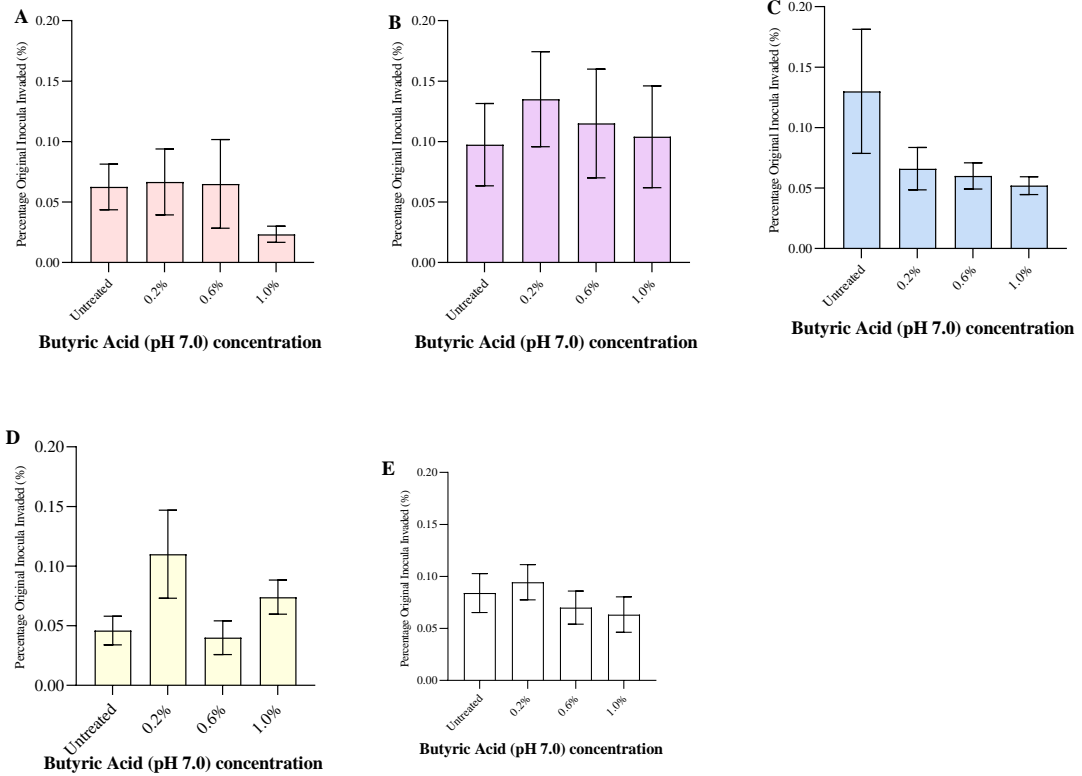 A
Percentage Original Inocula Invaded (%)
0.20
0.15
0.10
0.05
0.00
Untreated
0.2%
0.6%
1.0%
Butyric Acid (pH 7.0) concentration
B
Percentage Original Inocula Invaded (%)
0.20
0.15
0.10
0.05
0.00
Untreated
0.2%
0.6%
1.0%
Butyric Acid (pH 7.0) concentration
C
Percentage Original Inocula Invaded (%)
0.20
0.15
0.10
0.05
0.00
Untreated
0.2%
0.6%
1.0%
Butyric Acid (pH 7.0) concentration
D
Percentage Original Inocula Invaded (%)
0.20
0.15
0.10
0.05
0.00
Untreated
0.2%
0.6%
1.0%
Butyric Acid (pH 7.0) concentration
E
Percentage Original Inocula Invaded (%)
0.20
0.15
0.10
0.05
0.00
Untreated
0.2%
0.6%
1.0%
Butyric Acid (pH 7.0) concentration